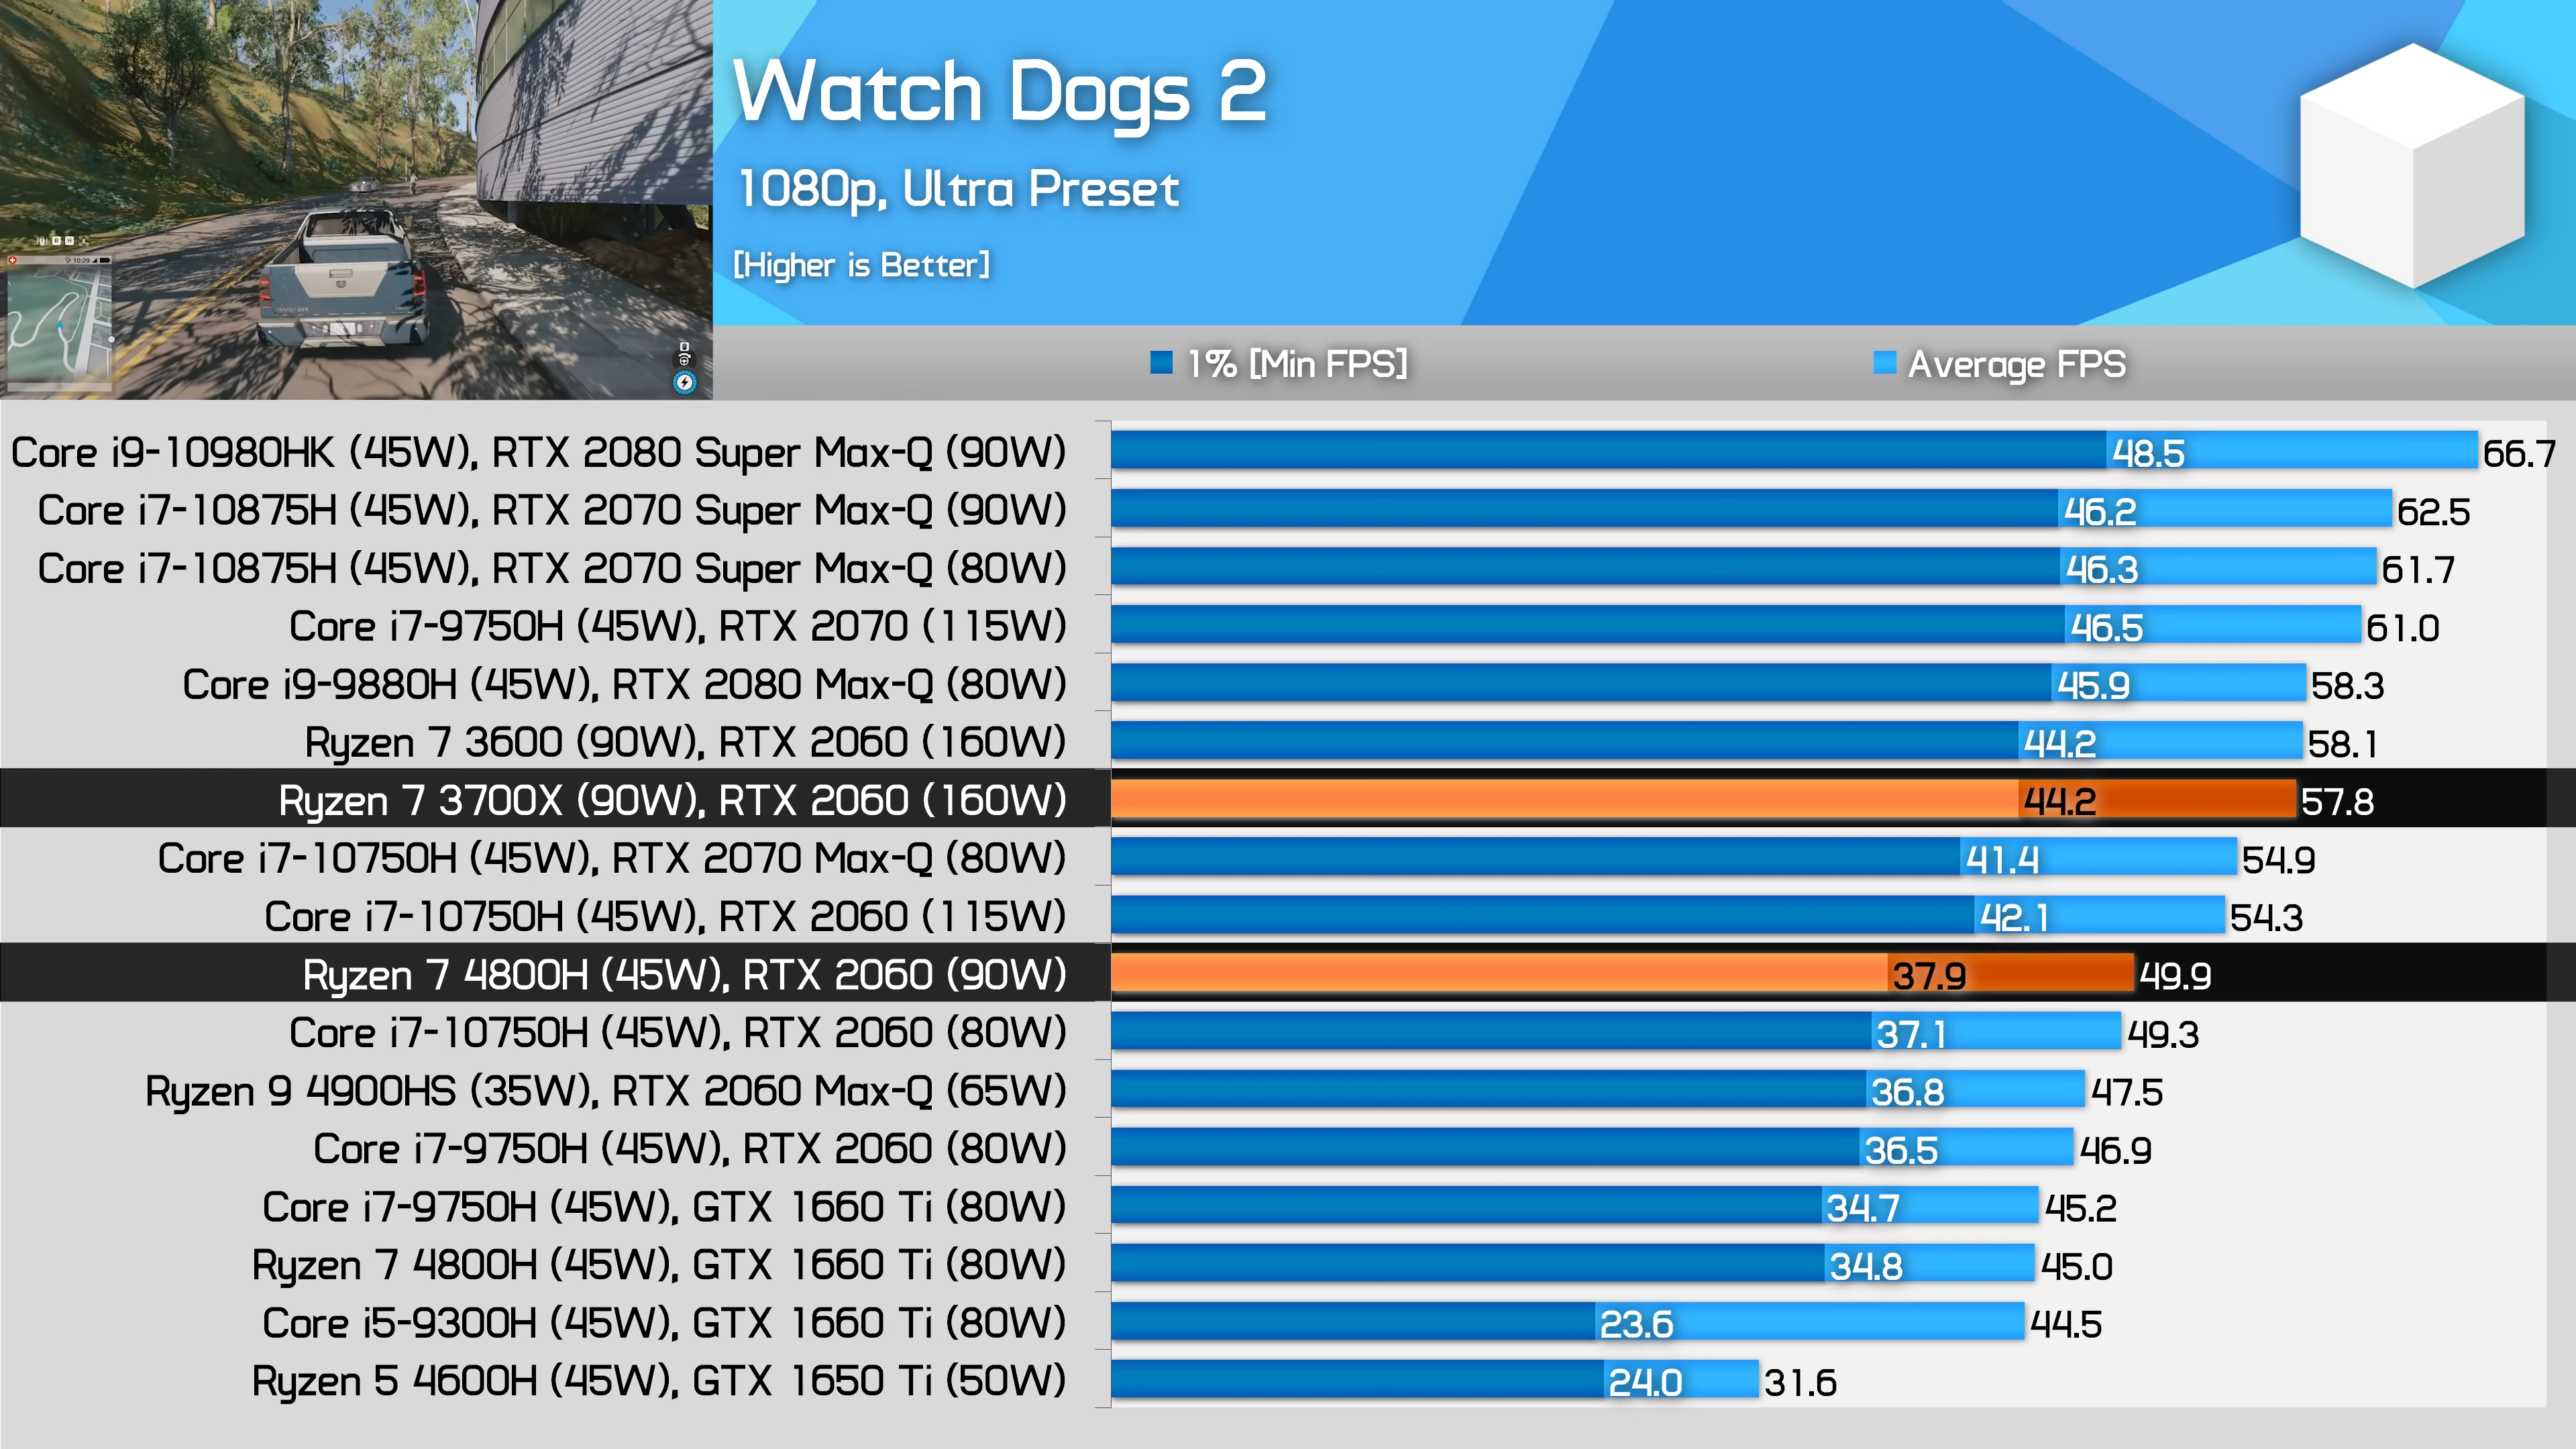 Watch Dogs 2
1080p, Ultra Preset
[Higher is Better]
10:29
1% [Min FPS]
Average FPS
Core i9-10980HK (45W), RTX 2080 Super Max-Q (90W) 48.5 66.7
Core i7-10875H (45W), RTX 2070 Super Max-Q (90W) 46.2 62.5
Core i7-10875H (45W), RTX 2070 Super Max-Q (80W) 46.3 61.7
Core i7-9750H (45W), RTX 2070 (115W) 46.5 61.0
Core i9-9880H (45W), RTX 2080 Max-Q (80W) 45.9 58.3
Ryzen 7 3600 (90W), RTX 2060 (160W) 44.2 58.1
Ryzen 7 3700X (90W), RTX 2060 (160W) 44.2 57.8
Core i7-10750H (45W), RTX 2070 Max-Q (80W) 41.4 54.9
Core i7-10750H (45W), RTX 2060 (115W) 42.1 54.3
Ryzen 7 4800H (45W), RTX 2060 (90W) 37.9 49.9
Core i7-10750H (45W), RTX 2060 (80W) 37.1 49.3
Ryzen 9 4900HS (35W), RTX 2060 Max-Q (65W) 36.8 47.5
Core i7-9750H (45W), RTX 2060 (80W) 36.5 46.9
Core i7-9750H (45W), GTX 1660 Ti (80W) 34.7 45.2
Ryzen 7 4800H (45W), GTX 1660 Ti (80W) 34.8 45.0
Core i5-9300H (45W), GTX 1660 Ti (80W) 23.6 44.5
Ryzen 5 4600H (45W), GTX 1650 Ti (50W) 24.0 31.6